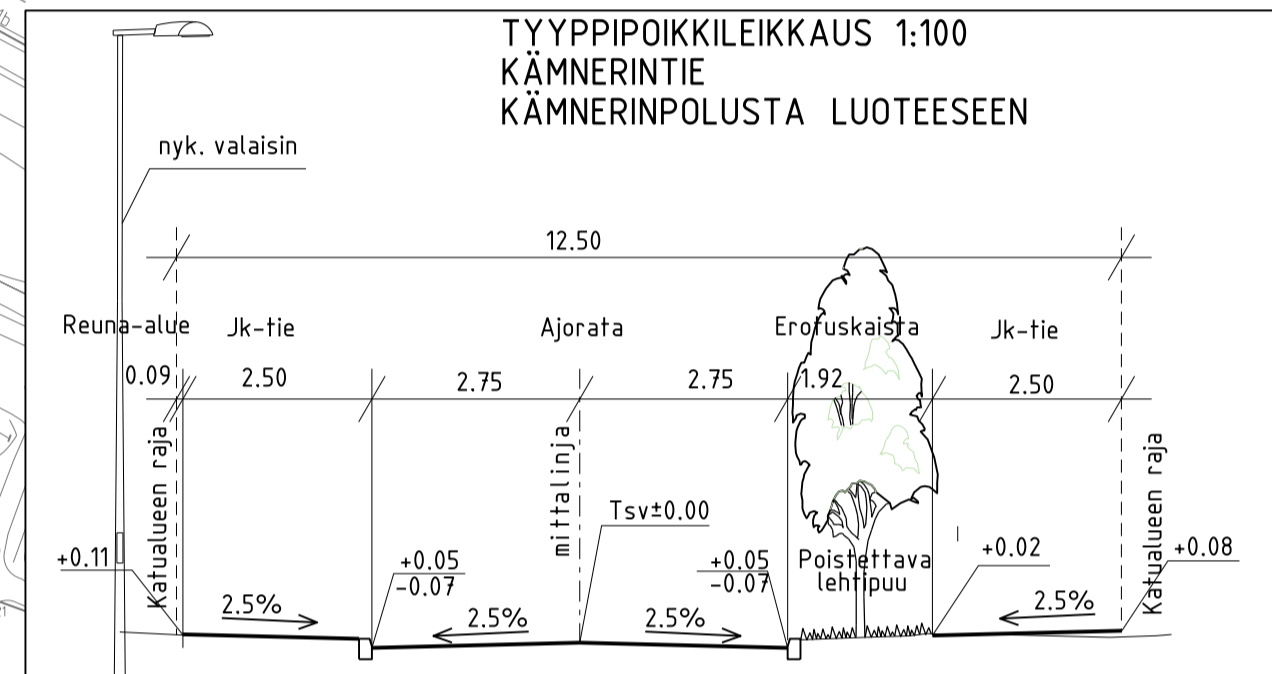 TYYPPIPOIKKILEIKKAUS 1:100
KÄMNERINTIE
KÄMNERINPOLUSTA LUOTEESEEN
nyk. valaisin
12.50
Reuna-alue Jk-tie Ajorata Erotuskaista Jk-tie
0.09 2.50 2.75 2.75 1.92 2.50
Katualueen raja
mittalinja
Katualueen raja
Tsv±0.00
+0.11
+0.05
-0.07
+0.05
-0.07
Poistettava
lehtipuu
+0.02
+0.08
2.5% 2.5% 2.5% 2.5%